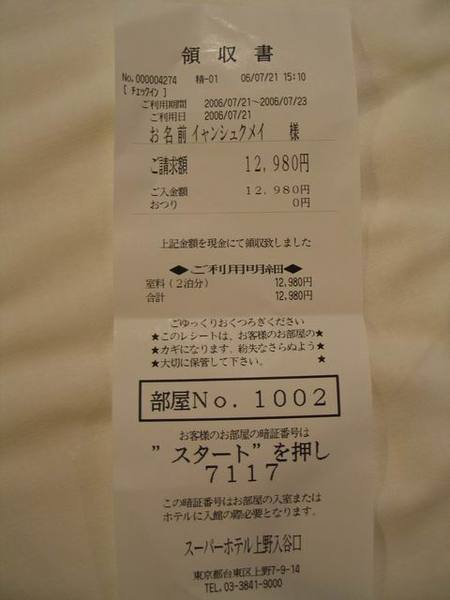 領収書
No.000004274 精-01 06/07/21 15:10
[ ﾁｪｯｸｲﾝ ]
ご利用期間 2006/07/21~2006/07/23
ご利用日 2006/07/21
お名前 イャンシュクメイ 様
ご請求額 12,980円
ご入金額 12,980円
おつり 0円
上記金額を現金にて領収致しました
◆ご利用明細◆
室料(2泊分) 12,980円
合計 12,980円
ごゆっくりおくつろぎください
★このレシートは、お客様のお部屋の★
★カギになります。紛失なさらぬよう★
★大切に保管して下さい。 ★
部屋No.1002
お客様のお部屋の暗証番号は
”スタート”を押し
7117
この暗証番号はお部屋の入室または
ホテルに入館の際必要となります。
スーパーホテル上野入谷口
東京都台東区上野7-9-14
TEL.03-3841-9000